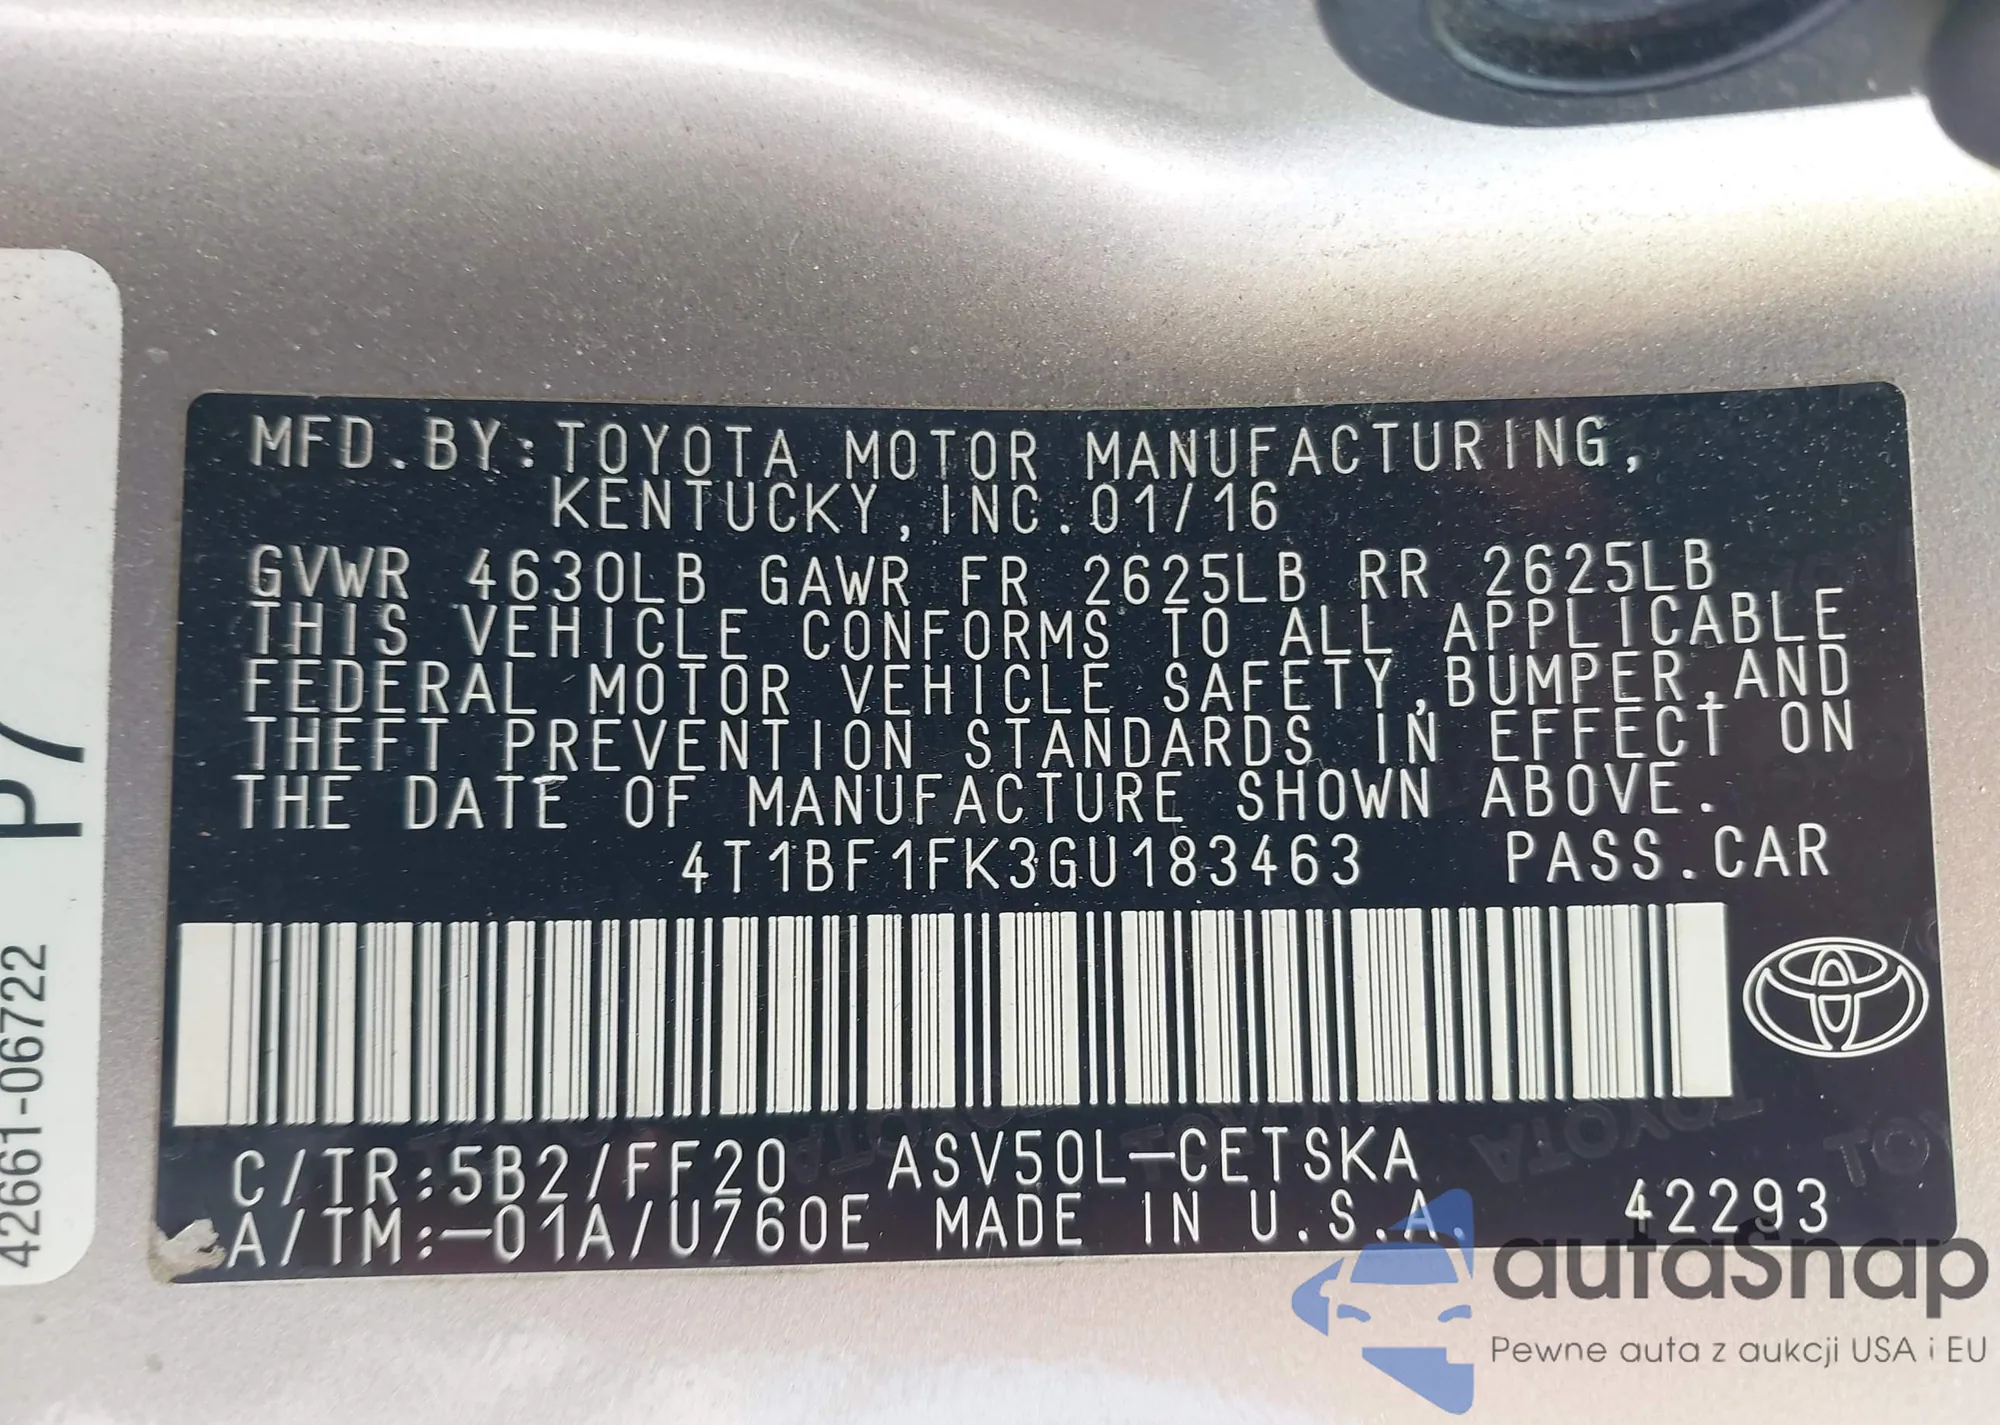 MFD.BY:TOYOTA MOTOR MANUFACTURING,
KENTUCKY,INC.01/16
GVWR 4630LB GAWR FR 2625LB RR 2625LB
THIS VEHICLE CONFORMS TO ALL APPLICABLE
FEDERAL MOTOR VEHICLE SAFETY,BUMPER,AND
THEFT PREVENTION STANDARDS IN EFFECT ON
THE DATE OF MANUFACTURE SHOWN ABOVE.
4T1BF1FK3GU183463 PASS.CAR
C/TR:5B2/FF20 ASV50L-CETSKA
A/TM:-01A/U760E MADE IN U.S.A. 42293
42661-06722 P7
autaSnap
Pewne auta z aukcji USA i EU